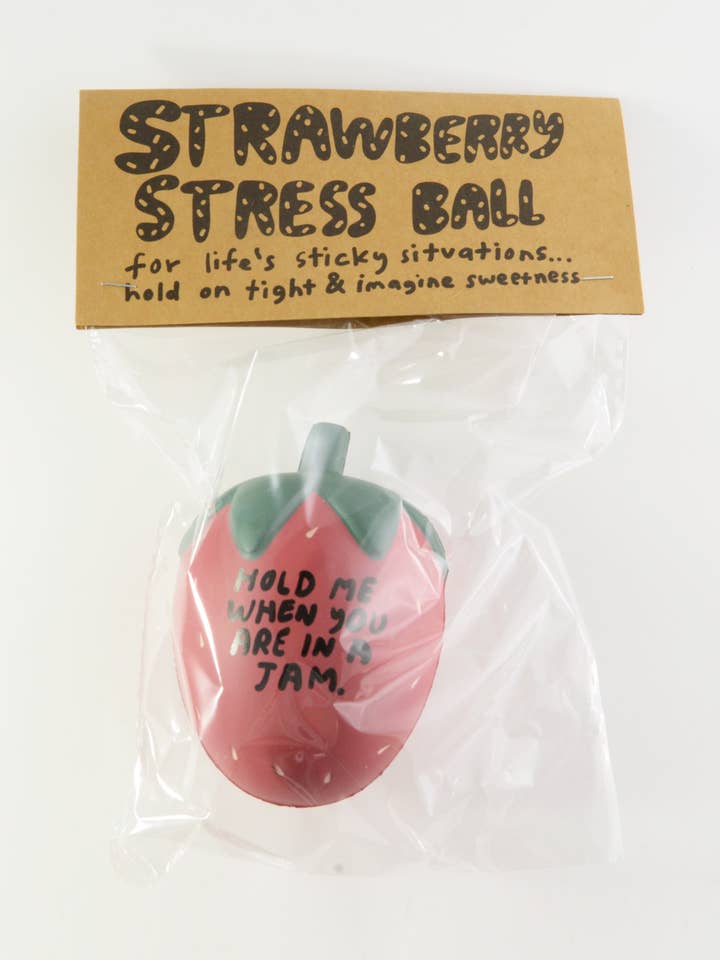 STRAWBERRY
STRESS BALL
for life's sticky situations...
hold on tight & imagine sweetness
HOLD ME
WHEN YOU
ARE IN A
JAM.